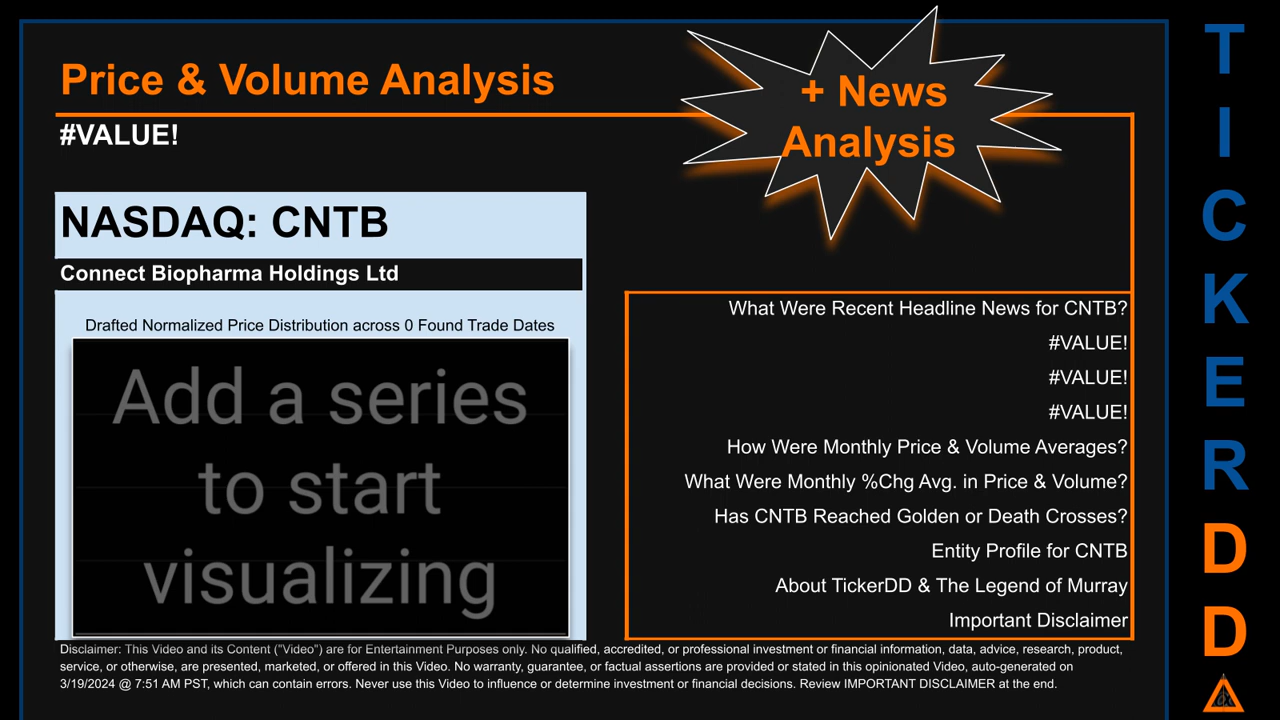 Price & Volume Analysis
#VALUE!
+ News
Analysis
NASDAQ: CNTB
Connect Biopharma Holdings Ltd
Drafted Normalized Price Distribution across 0 Found Trade Dates
Add a series
to start
visualizing
What Were Recent Headline News for CNTB?
#VALUE!
#VALUE!
#VALUE!
How Were Monthly Price & Volume Averages?
What Were Monthly %Chg Avg. in Price & Volume?
Has CNTB Reached Golden or Death Crosses?
Entity Profile for CNTB
About TickerDD & The Legend of Murray
Important Disclaimer
Disclaimer: This Video and its Content ("Video") are for Entertainment Purposes only. No qualified, accredited, or professional investment or financial information, data, advice, research, product,
service, or otherwise, are presented, marketed, or offered in this Video. No warranty, guarantee, or factual assertions are provided or stated in this opinionated Video, auto-generated on
3/19/2024 @ 7:51 AM PST, which can contain errors. Never use this Video to influence or determine investment or financial decisions. Review IMPORTANT DISCLAIMER at the end.
T
I
C
K
E
R
D
D